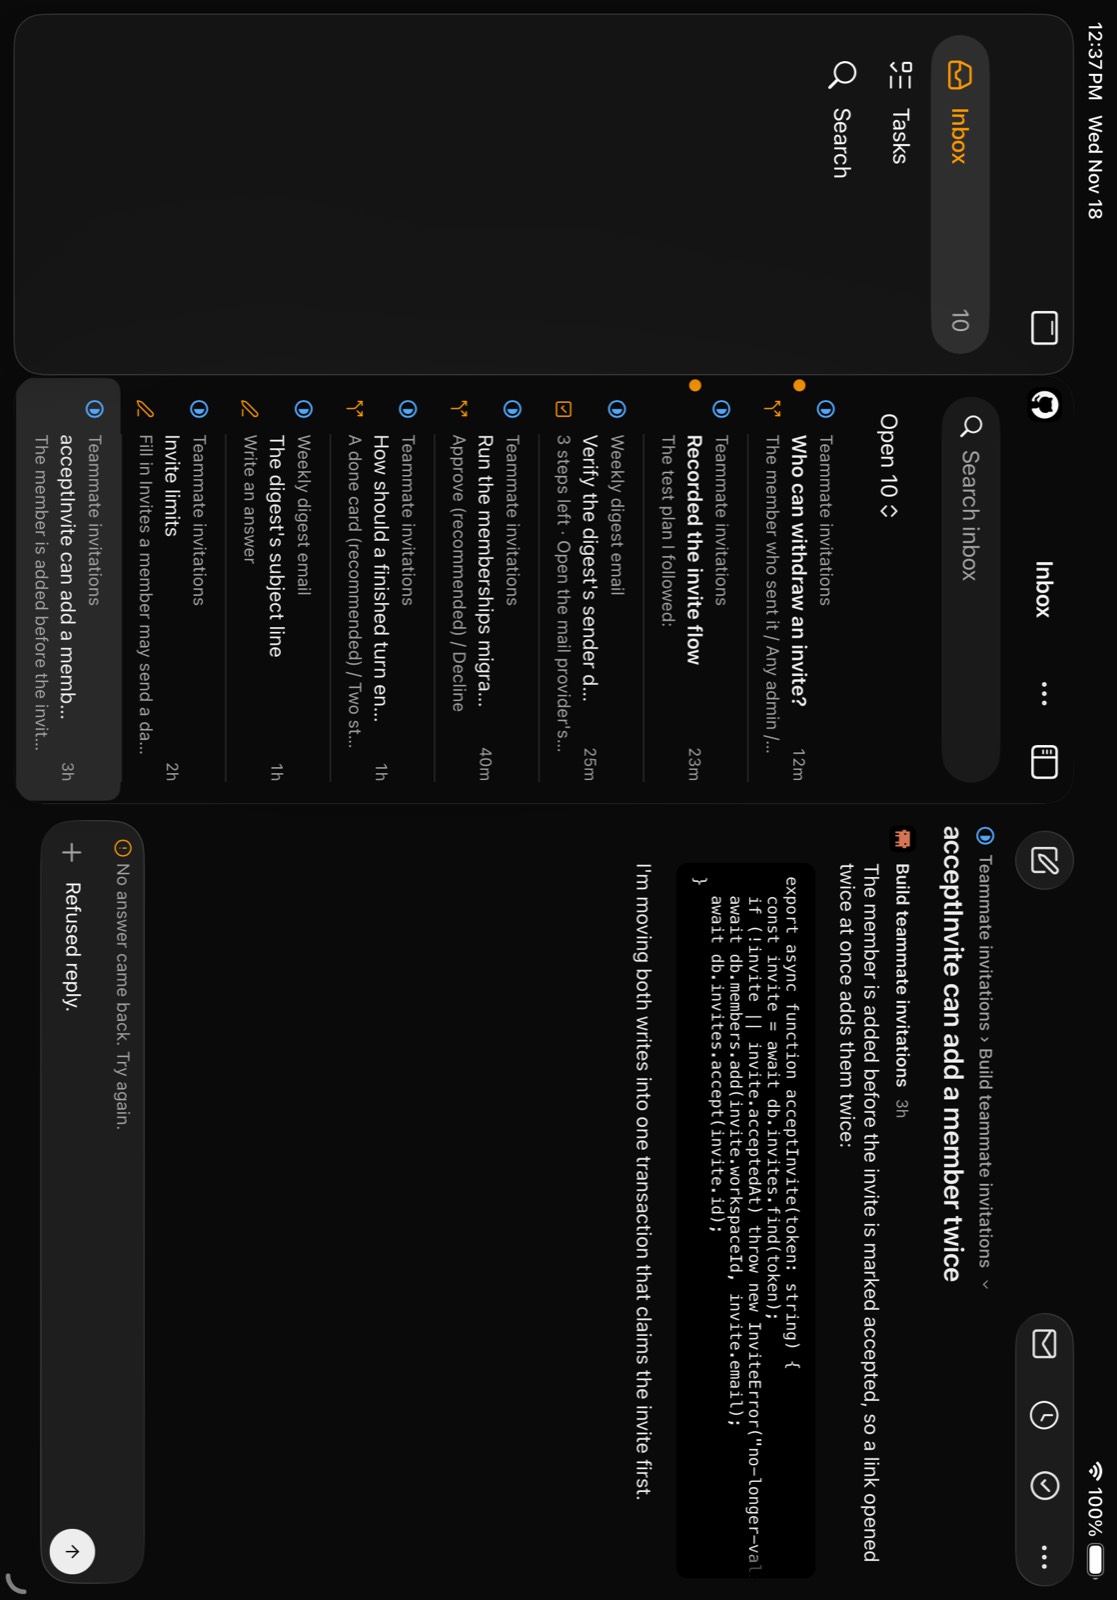 12:37 PM Wed Nov 18
100%
Inbox 10
Tasks
Search
Inbox
Search inbox
Open 10
Teammate invitations
Who can withdraw an invite? 12m
The member who sent it / Any admin /...
Teammate invitations
Recorded the invite flow 23m
The test plan I followed:
Weekly digest email
Verify the digest's sender d... 25m
3 steps left · Open the mail provider's...
Teammate invitations
Run the memberships migra... 40m
Approve (recommended) / Decline
Teammate invitations
How should a finished turn en... 1h
A done card (recommended) / Two st...
Weekly digest email
The digest's subject line 1h
Write an answer
Teammate invitations
Invite limits 2h
Fill in Invites a member may send a da...
Teammate invitations
acceptInvite can add a memb... 3h
The member is added before the invit...
Teammate invitations › Build teammate invitations
acceptInvite can add a member twice
Build teammate invitations 3h
The member is added before the invite is marked accepted, so a link opened
twice at once adds them twice:
export async function acceptInvite(token: string) {
const invite = await db.invites.find(token);
if (!invite || invite.acceptedAt) throw new InviteError("no-longer-val
await db.members.add(invite.workspaceId, invite.email);
await db.invites.accept(invite.id);
}
I'm moving both writes into one transaction that claims the invite first.
No answer came back. Try again.
Refused reply.